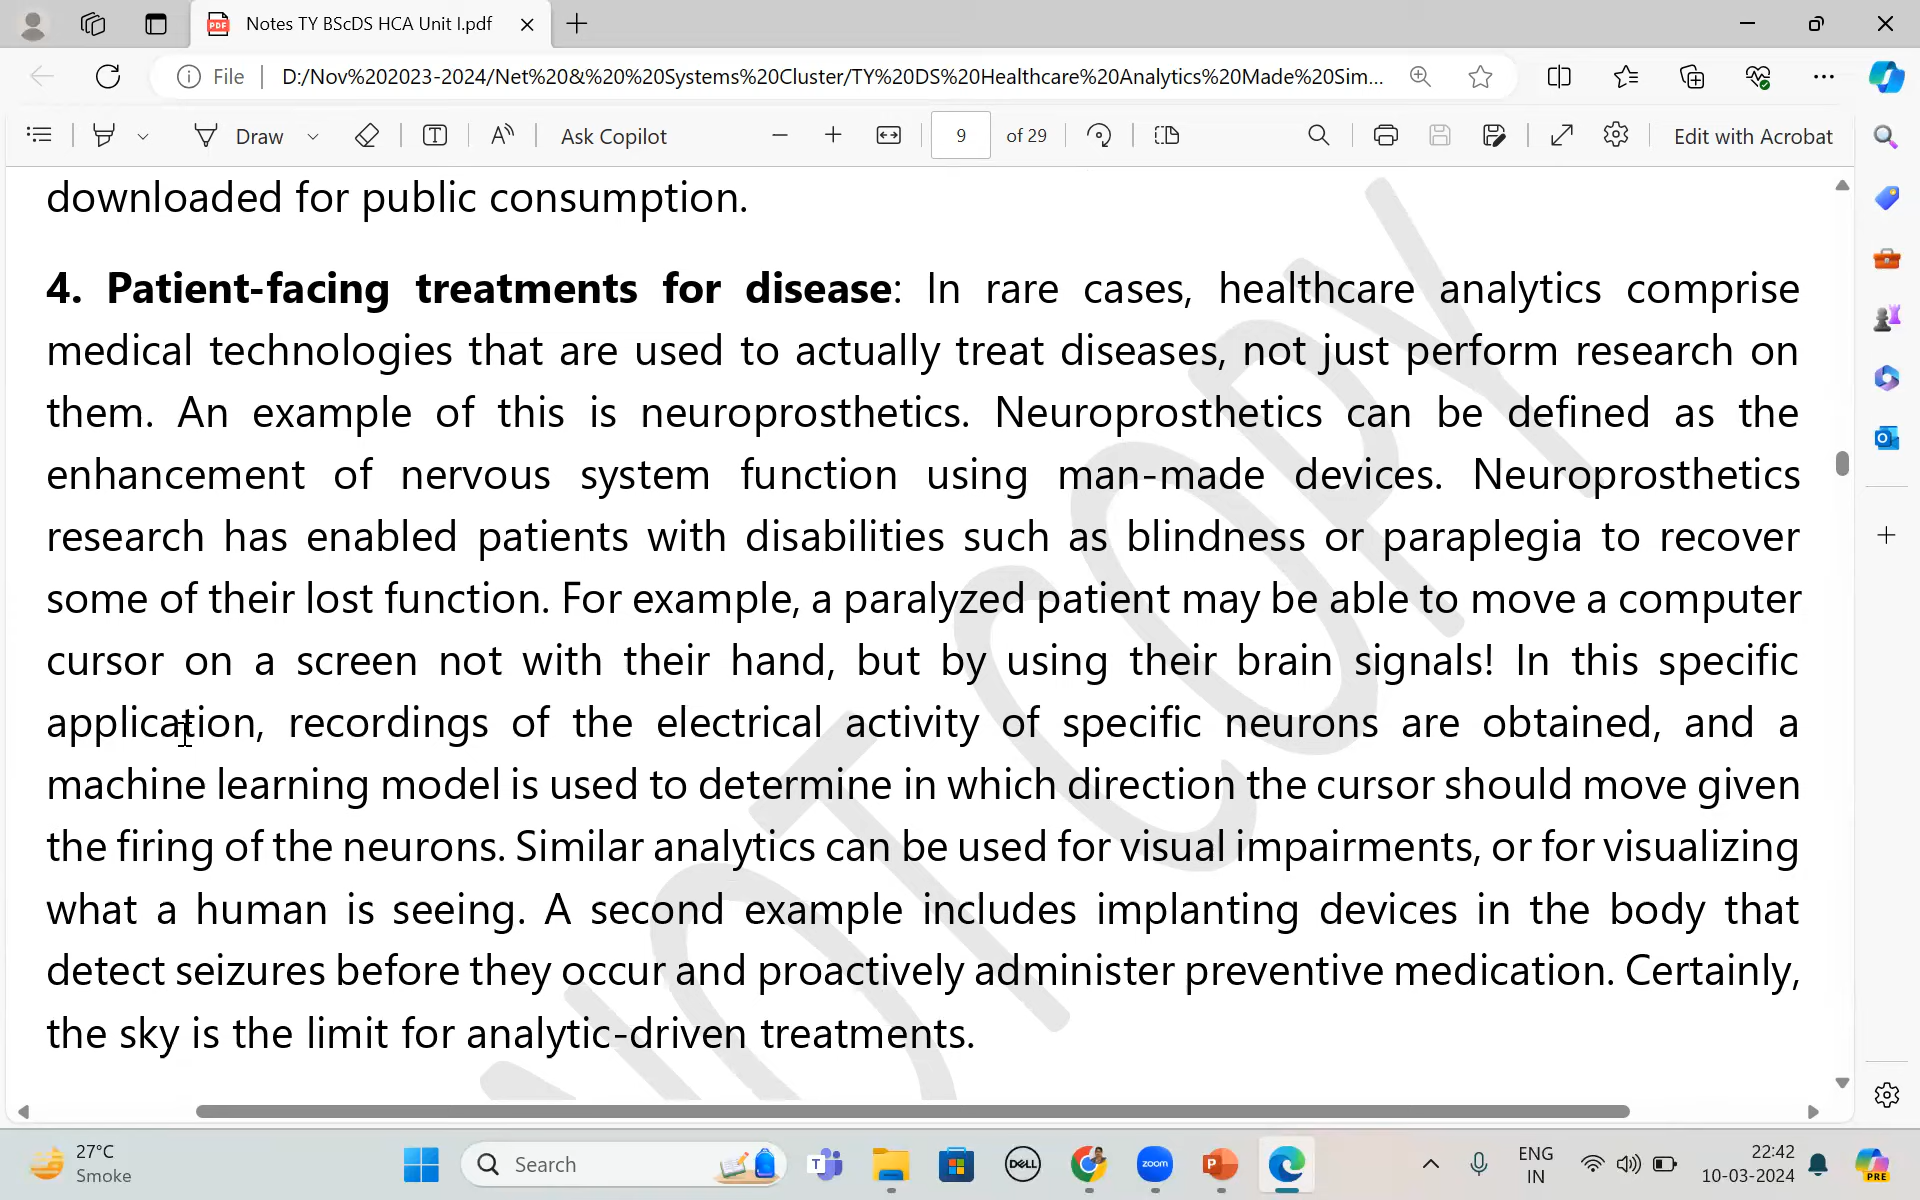 Notes TY BScDS HCA Unit I.pdf
File
D:/Nov%202023-2024/Net%20&%20%20Systems%20Cluster/TY%20DS%20Healthcare%20Analytics%20Made%20Sim...
Draw
Ask Copilot
9 of 29
Edit with Acrobat
downloaded for public consumption.
4. Patient-facing treatments for disease: In rare cases, healthcare analytics comprise
medical technologies that are used to actually treat diseases, not just perform research on
them. An example of this is neuroprosthetics. Neuroprosthetics can be defined as the
enhancement of nervous system function using man-made devices. Neuroprosthetics
research has enabled patients with disabilities such as blindness or paraplegia to recover
some of their lost function. For example, a paralyzed patient may be able to move a computer
cursor on a screen not with their hand, but by using their brain signals! In this specific
application, recordings of the electrical activity of specific neurons are obtained, and a
machine learning model is used to determine in which direction the cursor should move given
the firing of the neurons. Similar analytics can be used for visual impairments, or for visualizing
what a human is seeing. A second example includes implanting devices in the body that
detect seizures before they occur and proactively administer preventive medication. Certainly,
the sky is the limit for analytic-driven treatments.
NOT COPY
27°C
Smoke
Search
DELL
zoom
ENG
IN
22:42
10-03-2024
PRE